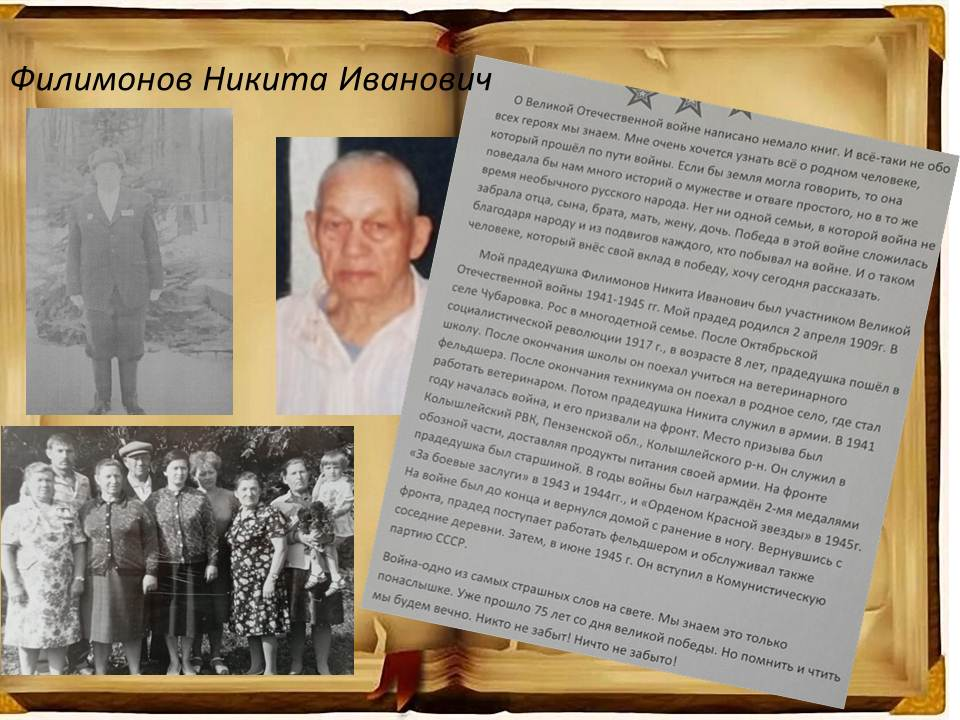 Филимонов Никита Иванович
О Великой Отечественной войне написано немало книг. И всё-таки не обо
всех героях мы знаем. Мне очень хочется узнать всё о родном человеке,
который прошёл по пути войны. Если бы земля могла говорить, то она
поведала бы нам много историй о мужестве и отваге простого, но в то же
время необычного русского народа. Нет ни одной семьи, в которой война не
забрала отца, сына, брата, мать, жену, дочь. Победа в этой войне сложилась
благодаря народу и из подвигов каждого, кто побывал на войне. И о таком
человеке, который внёс свой вклад в победу, хочу сегодня рассказать.
Мой прадедушка Филимонов Никита Иванович был участником Великой
Отечественной войны 1941-1945 гг. Мой прадед родился 2 апреля 1909г. В
селе Чубаровка. Рос в многодетной семье. После Октябрьской
социалистической революции 1917 г., в возрасте 8 лет, прадедушка пошёл в
школу. После окончания школы он поехал учиться на ветеринарного
фельдшера. После окончания техникума он поехал в родное село, где стал
работать ветеринаром. Потом прадедушка Никита служил в армии. В 1941
году началась война, и его призвали на фронт. Место призыва был
Колышлейский РВК, Пензенской обл., Колышлейского р-н. Он служил в
обозной части, доставляя продукты питания своей армии. На фронте
прадедушка был старшиной. В годы войны был награждён 2-мя медалями
«За боевые заслуги» в 1943 и 1944гг., и «Орденом Красной звезды» в 1945г.
На войне был до конца и вернулся домой с ранение в ногу. Вернувшись с
фронта, прадед поступает работать фельдшером и обслуживал также
соседние деревни. Затем, в июне 1945 г. Он вступил в Комунистическую
партию СССР.
Война-одно из самых страшных слов на свете. Мы знаем это только
понаслышке. Уже прошло 75 лет со дня великой победы. Но помнить и чтить
мы будем вечно. Никто не забыт! Ничто не забыто!